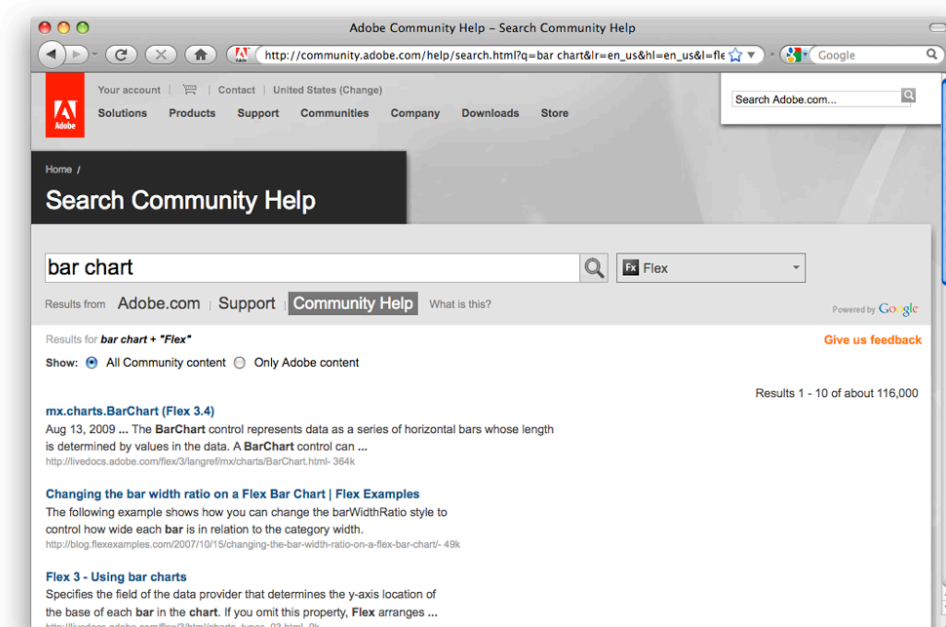 Adobe Community Help – Search Community Help
http://community.adobe.com/help/search.html?q=bar chart&lr=en_us&hl=en_us&l=fle
Google
Adobe
Your account | Contact | United States (Change)
Solutions Products Support Communities Company Downloads Store
Search Adobe.com...
Home /
Search Community Help
bar chart
Fx Flex
Results from Adobe.com | Support | Community Help What is this?
Powered by Google
Results for bar chart + "Flex"
Give us feedback
Show: All Community content Only Adobe content
Results 1 - 10 of about 116,000
mx.charts.BarChart (Flex 3.4)
Aug 13, 2009 ... The BarChart control represents data as a series of horizontal bars whose length
is determined by values in the data. A BarChart control can ...
http://livedocs.adobe.com/flex/3/langref/mx/charts/BarChart.html- 364k
Changing the bar width ratio on a Flex Bar Chart | Flex Examples
The following example shows how you can change the barWidthRatio style to
control how wide each bar is in relation to the category width.
http://blog.flexexamples.com/2007/10/15/changing-the-bar-width-ratio-on-a-flex-bar-chart/- 49k
Flex 3 - Using bar charts
Specifies the field of the data provider that determines the y-axis location of
the base of each bar in the chart. If you omit this property, Flex arranges ...
http://livedocs.adobe.com/flex/3/html/charts_types_03.html- 9k